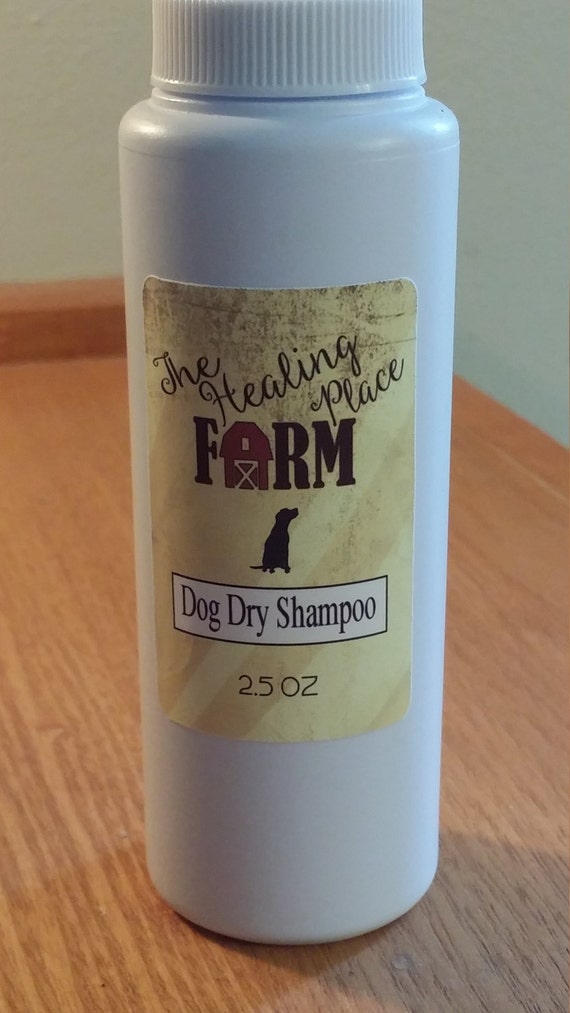 The Healing Place
FARM
Dog Dry Shampoo
2.5 OZ